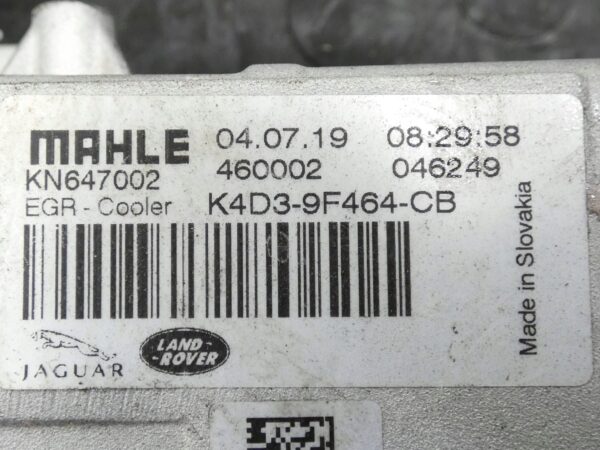 MAHLE 04.07.19 08:29:58
KN647002 460002 046249
EGR - Cooler K4D3-9F464-CB
Made in Slovakia
JAGUAR
LAND-
-ROVER